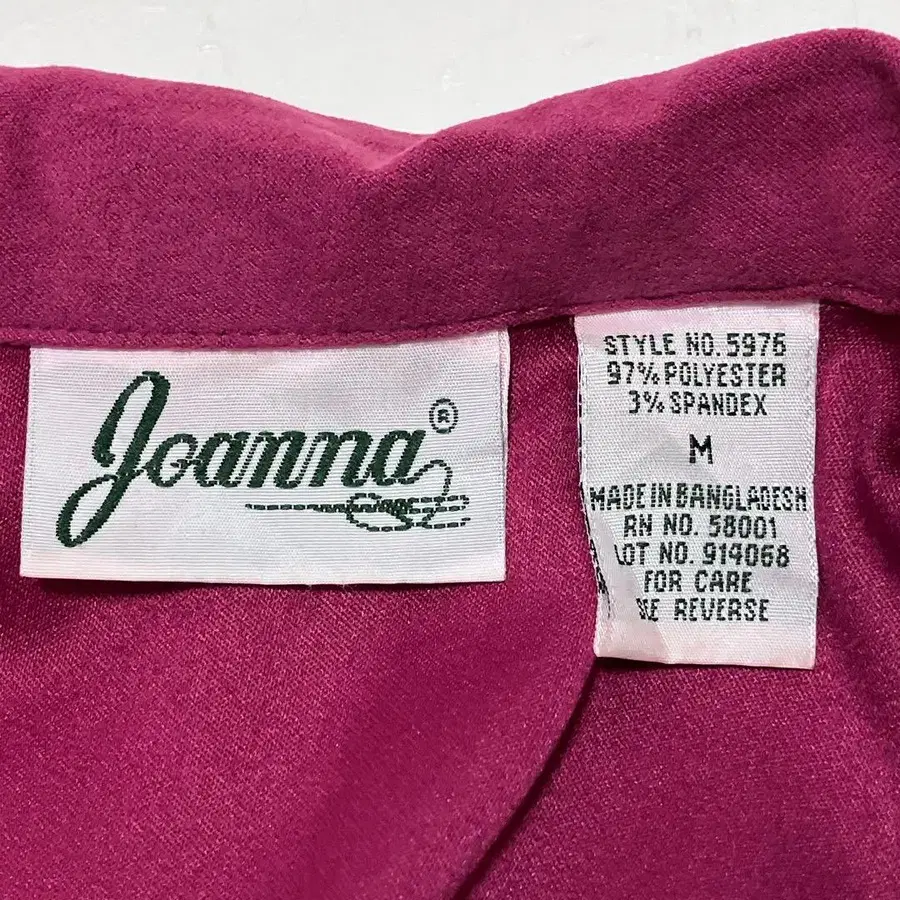 Joanna®
STYLE NO. 5976
97% POLYESTER
3% SPANDEX
M
MADE IN BANGLADESH
RN NO. 58001
LOT NO. 914068
FOR CARE
SEE REVERSE